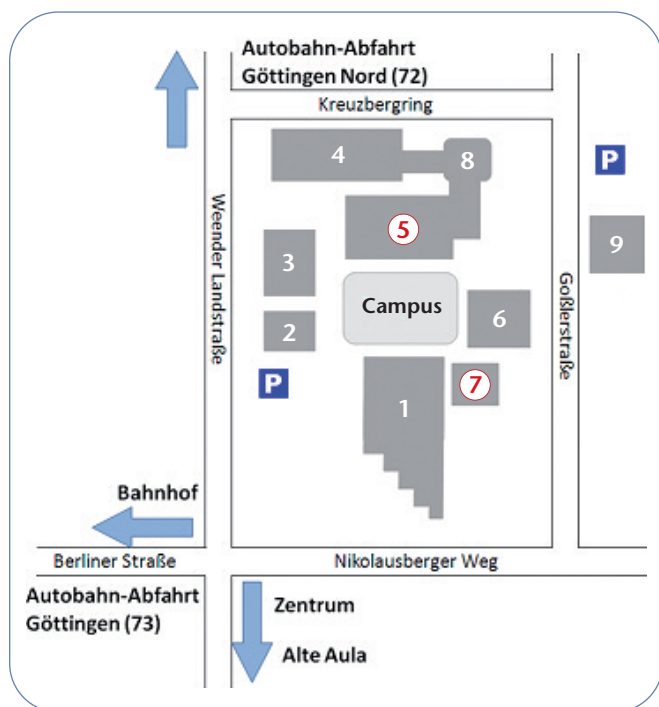 Autobahn-Abfahrt
Göttingen Nord (72)
Kreuzbergring
4
8
P
5
9
3
Weender Landstraße
Goßlerstraße
Campus
6
2
7
P
1
Bahnhof
Berliner Straße
Nikolausberger Weg
Autobahn-Abfahrt
Göttingen (73)
Zentrum
Alte Aula